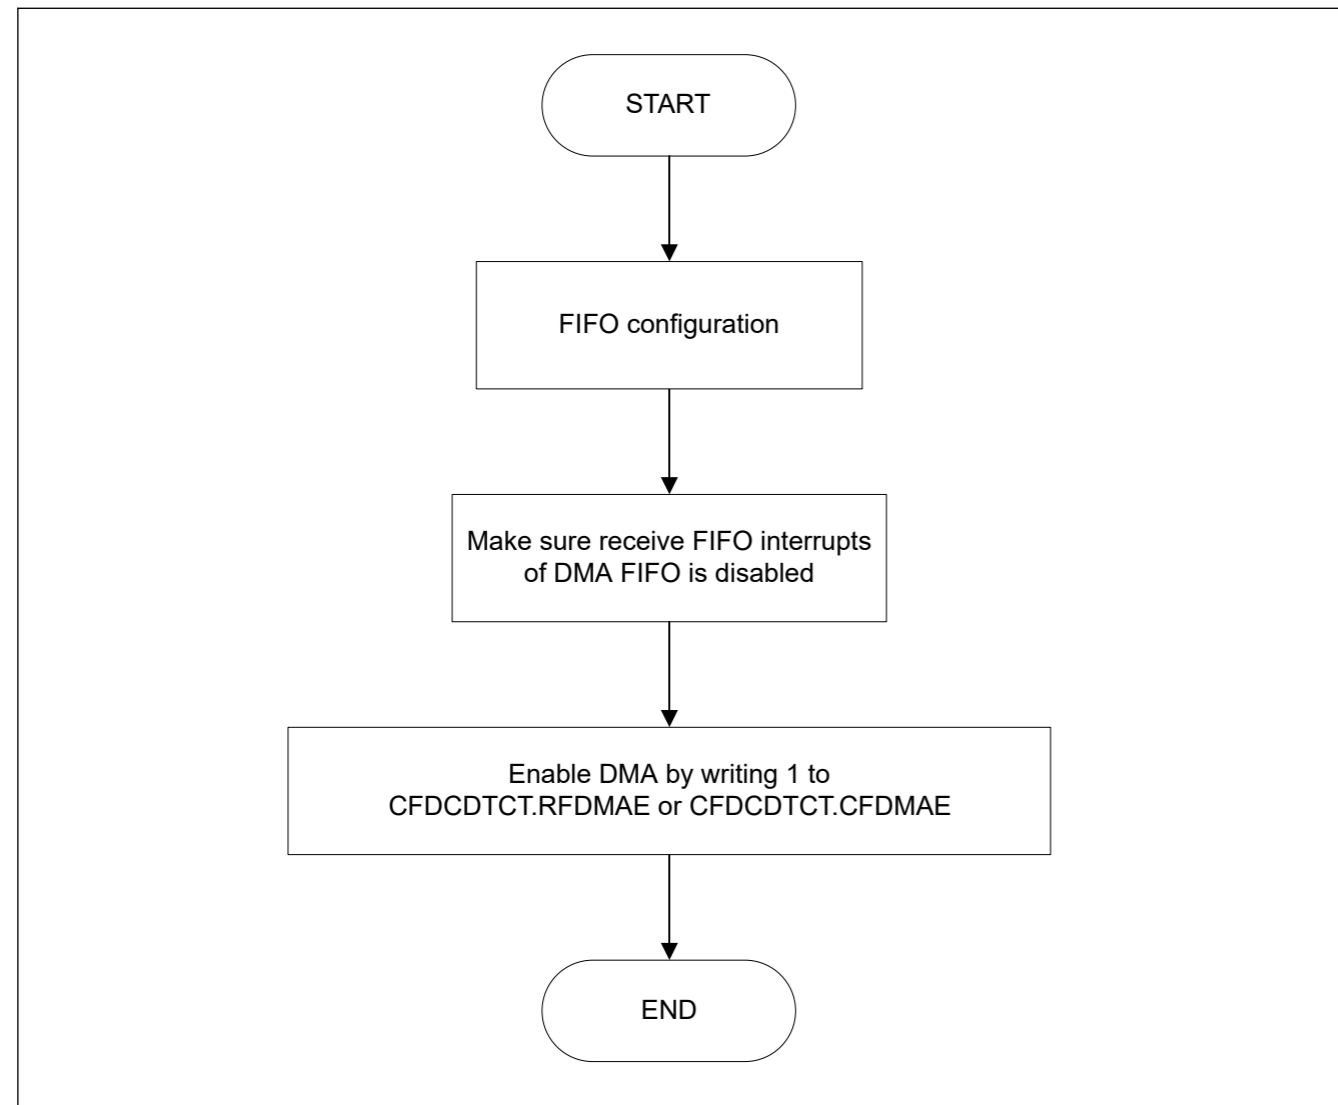 START
FIFO configuration
Make sure receive FIFO interrupts
of DMA FIFO is disabled
Enable DMA by writing 1 to
CFDCDTCT.RFDMAE or CFDCDTCT.CFDMAE
END